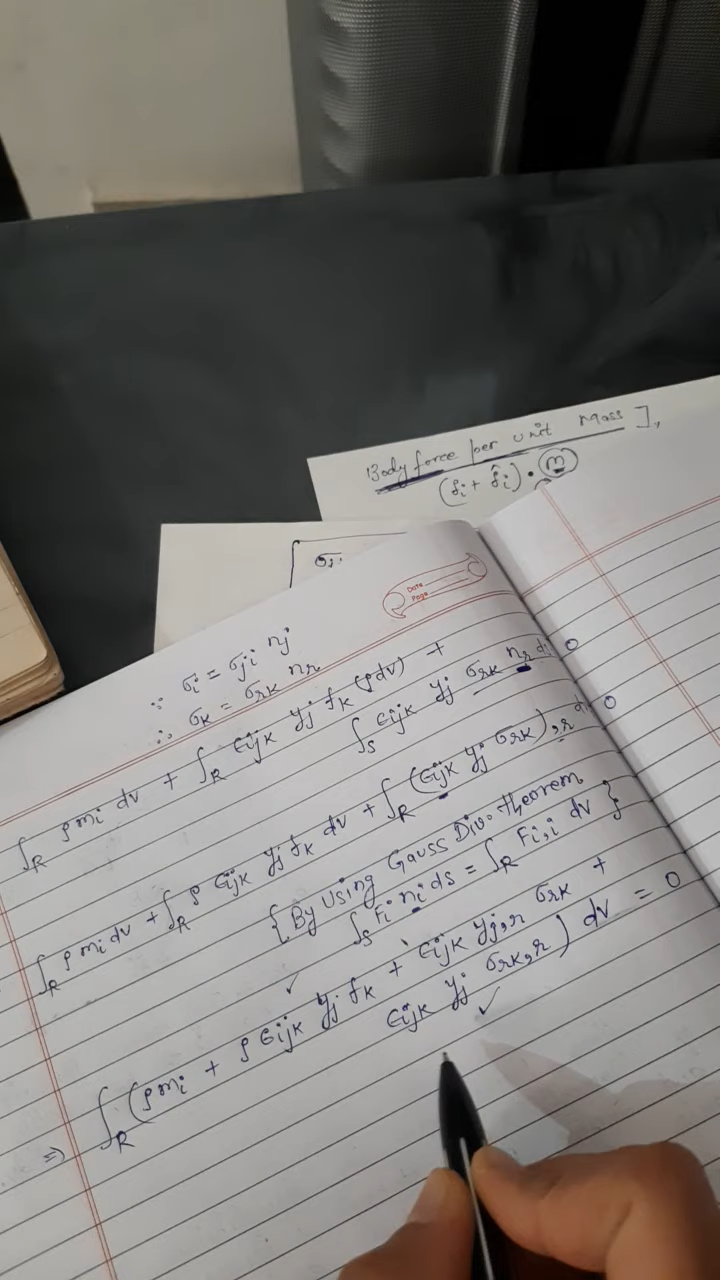 Body force per unit Mass ],
(fi + f̂i) · (m)
σji
Date
Page
∵ σi = σji nj
∴ σk = σrk nr
∫R ρmi dv + ∫R ϵijk yj fk (ρdv) +
∫S ϵijk yj σrk nr ds = 0
∫R ρmi dv + ∫R ρ ϵijk yj fk dv + ∫R (ϵijk yj σrk),r dv = 0
{By Using Gauss Div. theorem
∫S Fi ni ds = ∫R Fi,i dv }
=) ∫R (ρmi + ρ ϵijk yj fk + ϵijk yj,r σrk +
ϵijk yj σrk,r) dv = 0